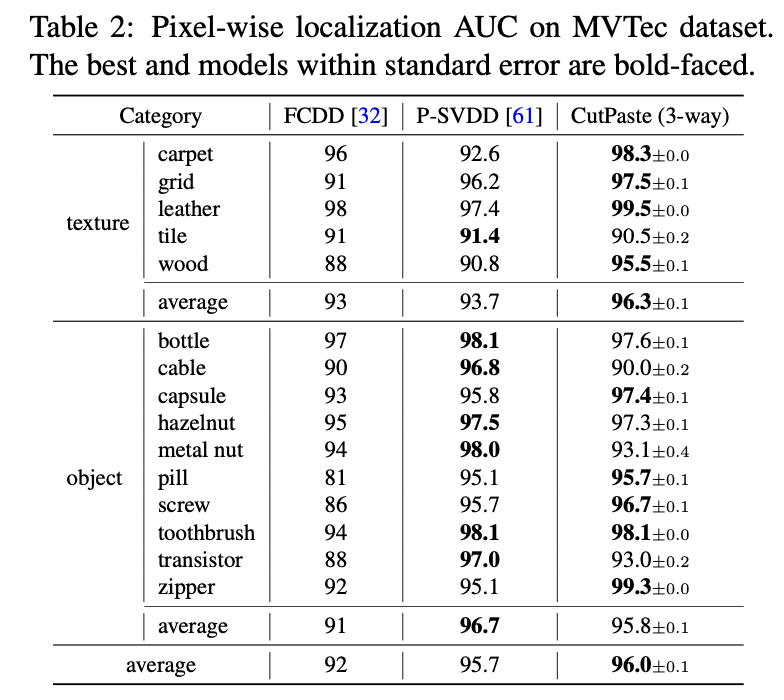 Table 2: Pixel-wise localization AUC on MVTec dataset.
The best and models within standard error are bold-faced.
Category FCDD [32] P-SVDD [61] CutPaste (3-way)
carpet 96 92.6 98.3±0.0
grid 91 96.2 97.5±0.1
leather 98 97.4 99.5±0.0
texture
tile 91 91.4 90.5±0.2
wood 88 90.8 95.5±0.1
average 93 93.7 96.3±0.1
bottle 97 98.1 97.6±0.1
cable 90 96.8 90.0±0.2
capsule 93 95.8 97.4±0.1
hazelnut 95 97.5 97.3±0.1
metal nut 94 98.0 93.1±0.4
object pill 81 95.1 95.7±0.1
screw 86 95.7 96.7±0.1
toothbrush 94 98.1 98.1±0.0
transistor 88 97.0 93.0±0.2
zipper 92 95.1 99.3±0.0
average 91 96.7 95.8±0.1
average 92 95.7 96.0±0.1